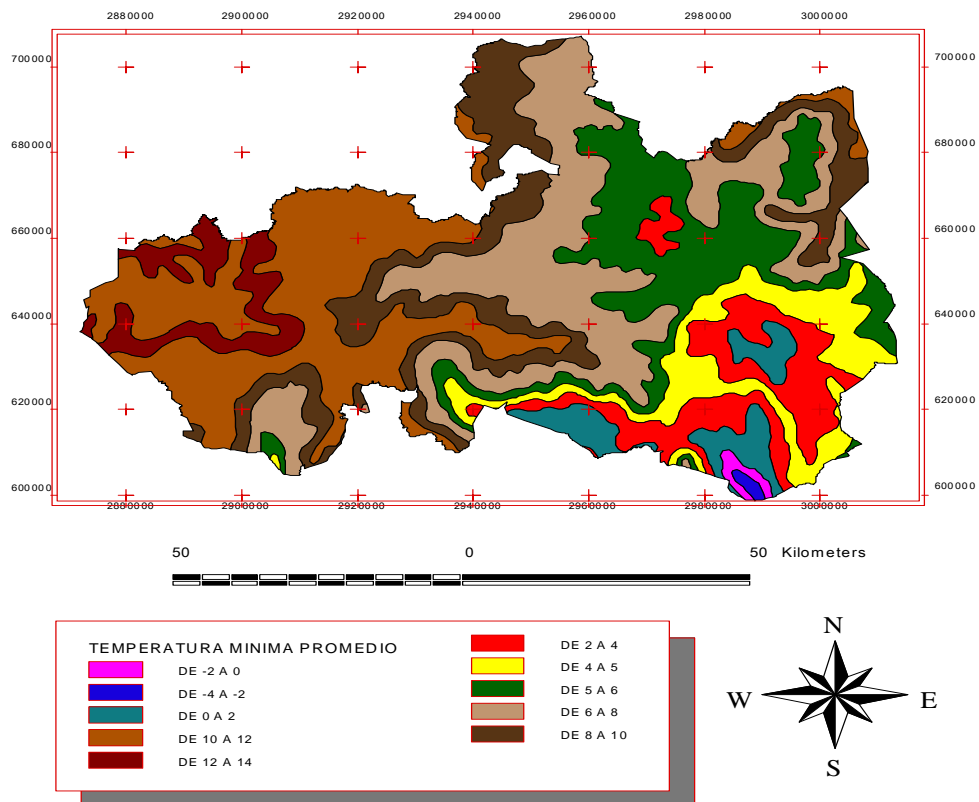 2880000 2900000 2920000 2940000 2960000 2980000 3000000
700000 700000
680000 680000
660000 660000
640000 640000
620000 620000
600000 600000
2880000 2900000 2920000 2940000 2960000 2980000 3000000
50 0 50 Kilometers
TEMPERATURA MINIMA PROMEDIO
DE -2 A 0
DE -4 A -2
DE 0 A 2
DE 10 A 12
DE 12 A 14
DE 2 A 4
DE 4 A 5
DE 5 A 6
DE 6 A 8
DE 8 A 10
N
W E
S